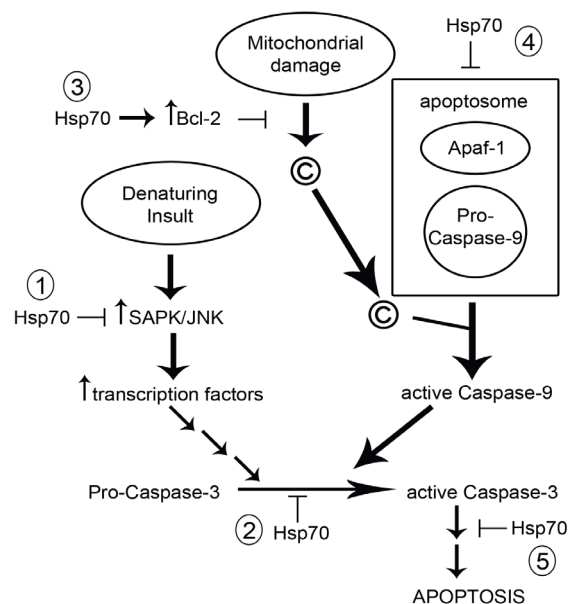 Mitochondrial
damage
Hsp70
4
3
Hsp70
↑Bcl-2
apoptosome
Apaf-1
C
Pro-
Caspase-9
Denaturing
Insult
1
Hsp70
↑SAPK/JNK
C
↑transcription factors
active Caspase-9
Pro-Caspase-3
active Caspase-3
2
Hsp70
Hsp70
5
APOPTOSIS